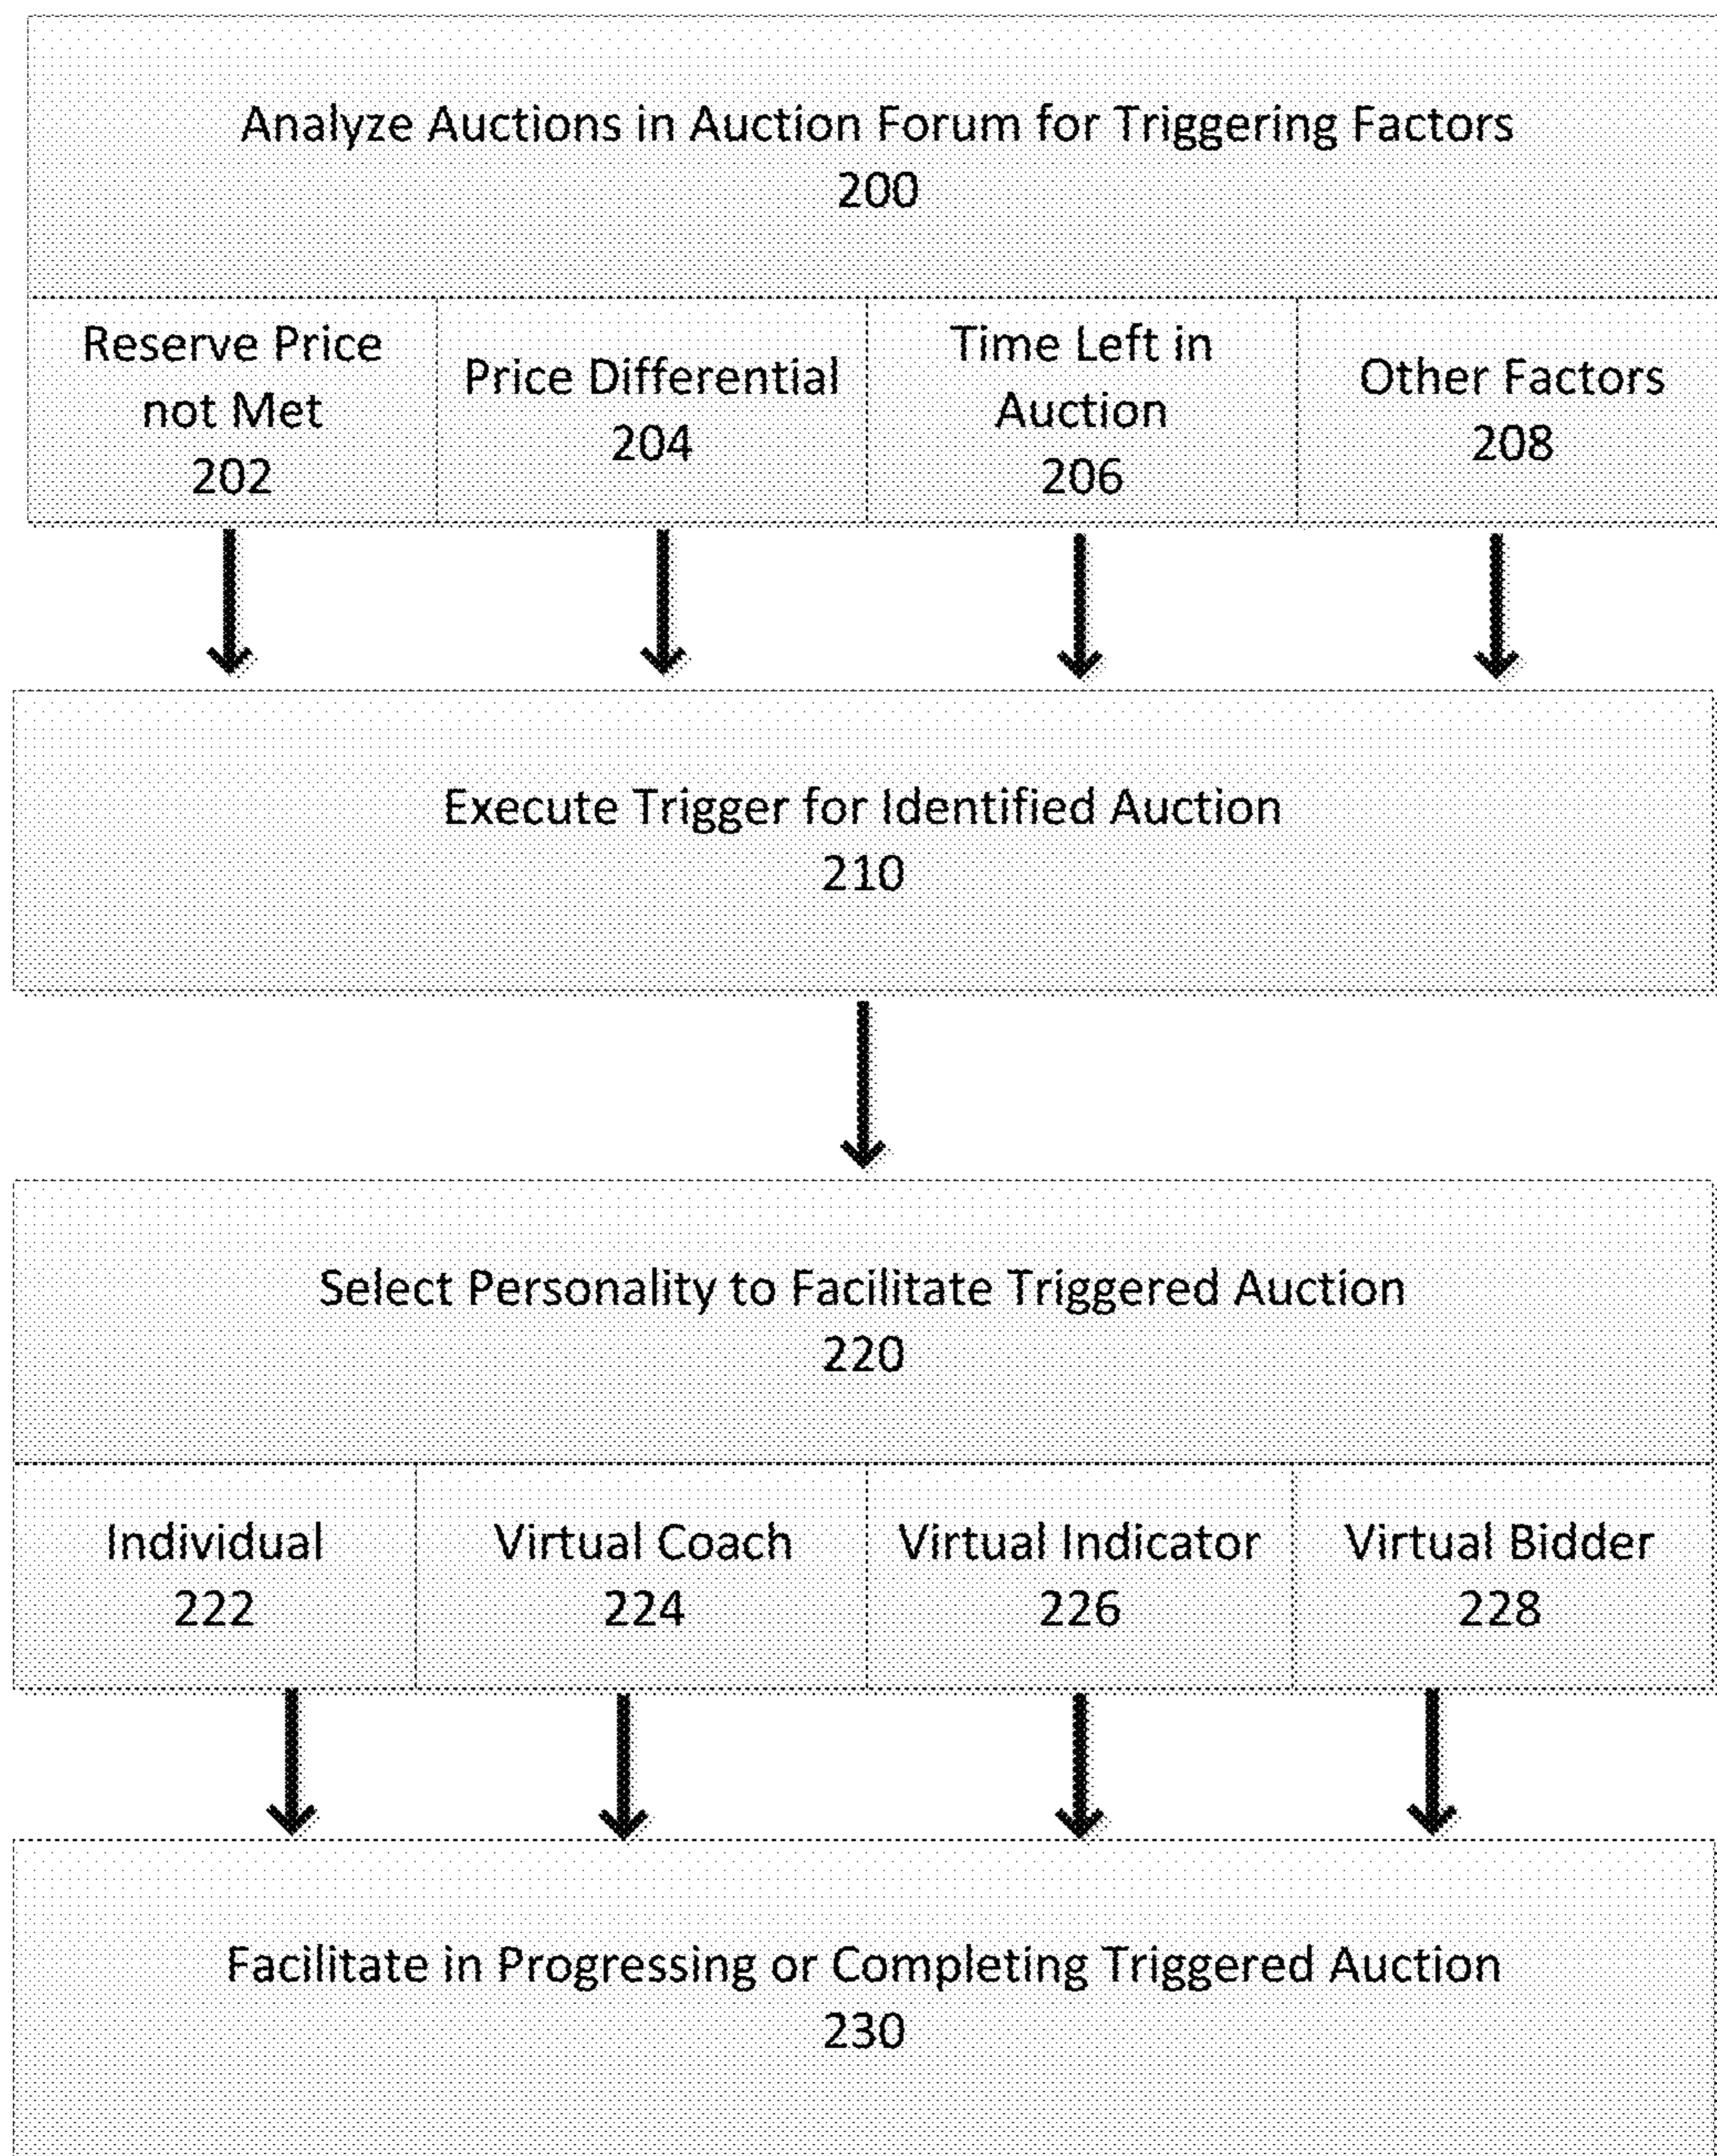 Analyze Auctions in Auction Forum for Triggering Factors
200
Reserve Price
not Met
202
Price Differential
204
Time Left in
Auction
206
Other Factors
208
Execute Trigger for Identified Auction
210
Select Personality to Facilitate Triggered Auction
220
Individual
222
Virtual Coach
224
Virtual Indicator
226
Virtual Bidder
228
Facilitate in Progressing or Completing Triggered Auction
230